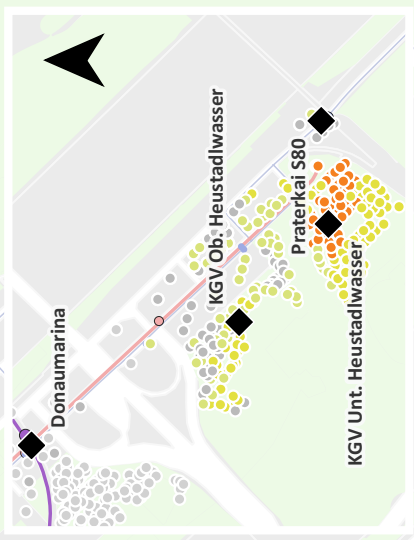 Donaumarina
KGV Ob. Heustadlwasser
Praterkai S80
KGV Unt. Heustadlwasser